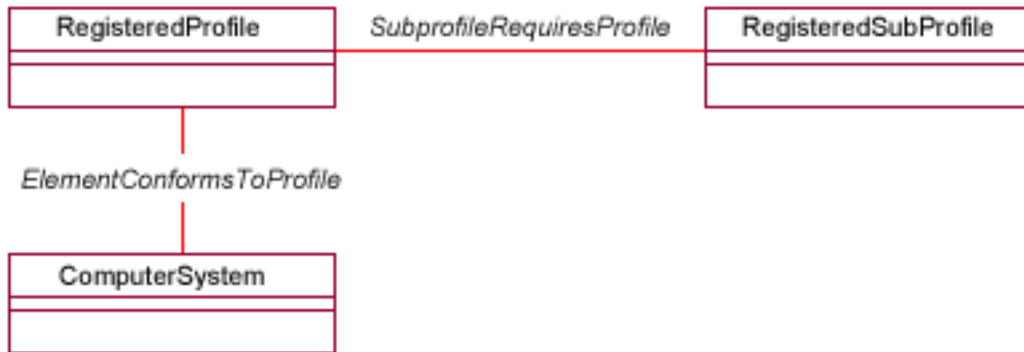 RegisteredProfile
SubprofileRequiresProfile
RegisteredSubProfile
ElementConformsToProfile
ComputerSystem